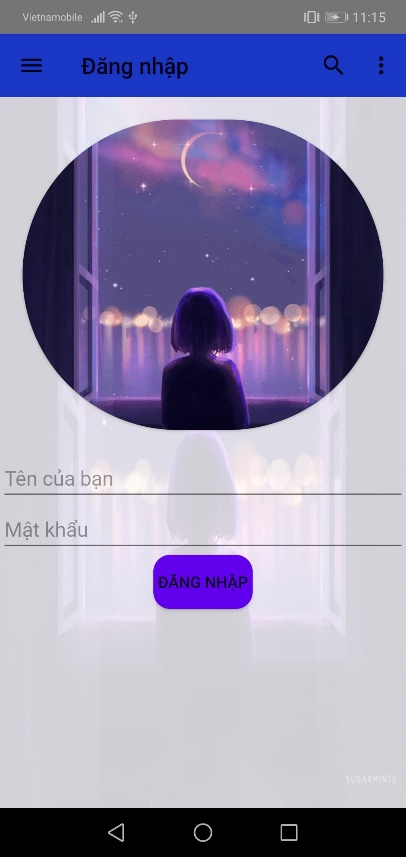 Vietnamobile 11:15
Đăng nhập
Tên của bạn
Mật khẩu
ĐĂNG NHẬP
SUGARMINTS